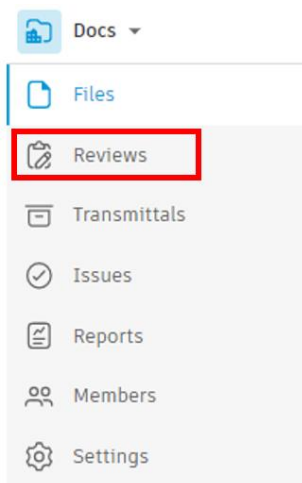 Docs
Files
Reviews
Transmittals
Issues
Reports
Members
Settings